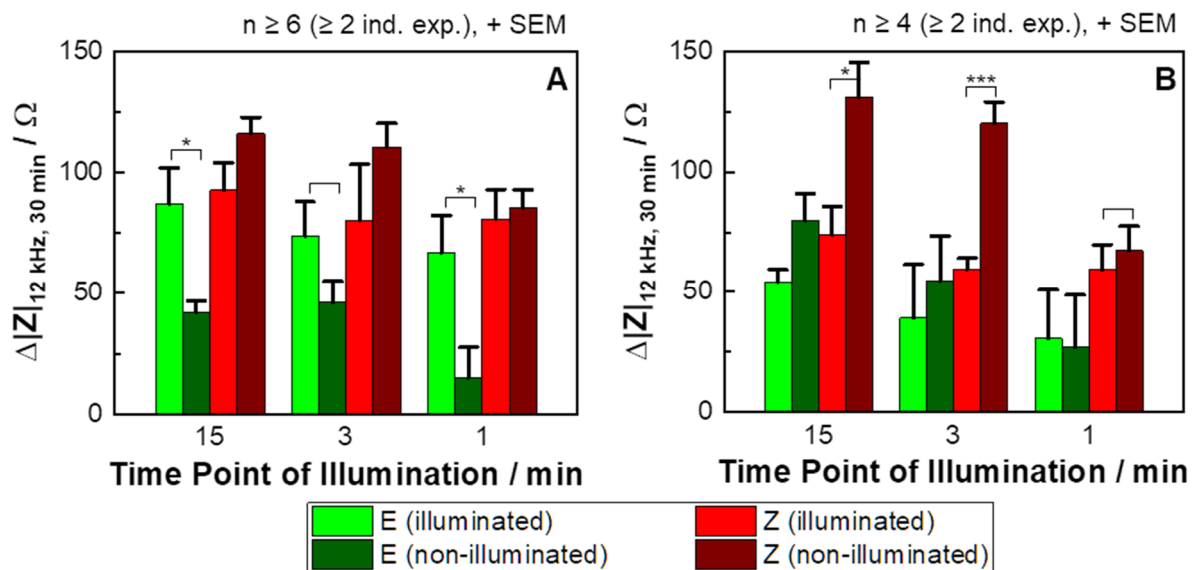 n ≥ 6 (≥ 2 ind. exp.), + SEM
A
Δ|Z|12 kHz, 30 min / Ω
150
100
50
0
*
*
15
3
1
Time Point of Illumination / min
n ≥ 4 (≥ 2 ind. exp.), + SEM
B
Δ|Z|12 kHz, 30 min / Ω
150
100
50
0
*
***
15
3
1
Time Point of Illumination / min
E (illuminated)
Z (illuminated)
E (non-illuminated)
Z (non-illuminated)